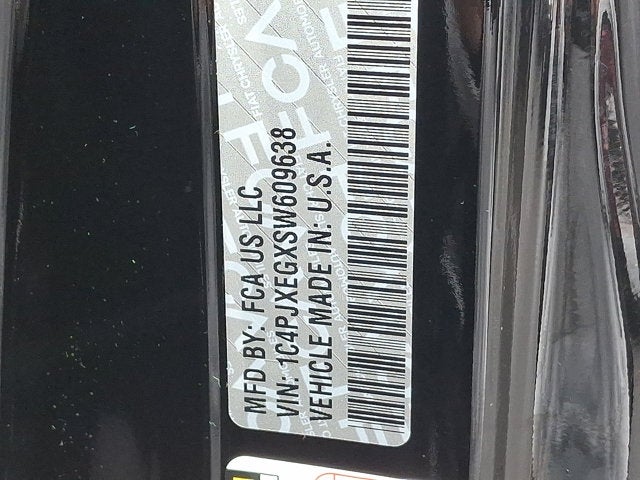 MFD BY: FCA US LLC
VIN: 1C4PJXEGXSW609638
VEHICLE MADE IN: U.S.A.